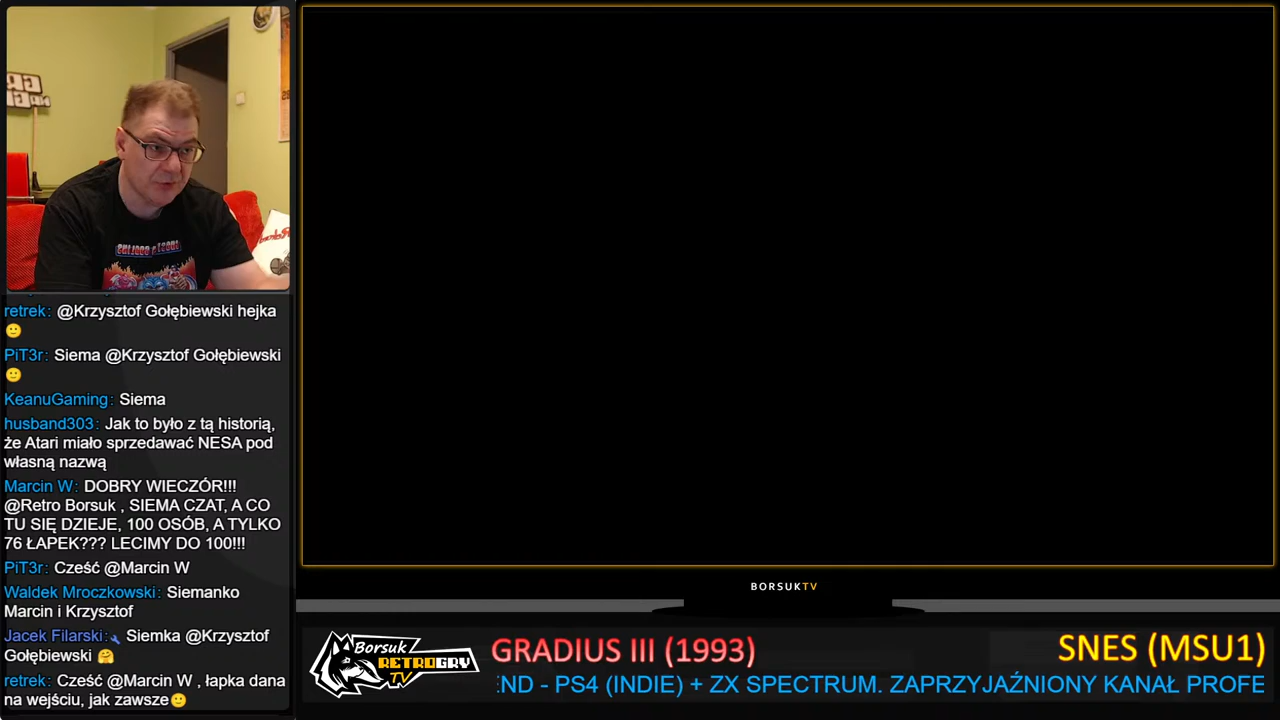 retrek: @Krzysztof Gołębiewski hejka
🙂
PiT3r: Siema @Krzysztof Gołębiewski
🙂
KeanuGaming: Siema
husband303: Jak to było z tą historią,
że Atari miało sprzedawać NESA pod
własną nazwą
Marcin W: DOBRY WIECZÓR!!!
@Retro Borsuk , SIEMA CZAT, A CO
TU SIĘ DZIEJE, 100 OSÓB, A TYLKO
76 ŁAPEK??? LECIMY DO 100!!!
PiT3r: Cześć @Marcin W
Waldek Mroczkowski: Siemanko
Marcin i Krzysztof
Jacek Filarski: Siemka @Krzysztof
Gołębiewski 🤗
retrek: Cześć @Marcin W , łapka dana
na wejściu, jak zawsze🙂
BORSUKTV
Borsuk
RETROGRY
TV
GRADIUS III (1993)
SNES (MSU1)
END - PS4 (INDIE) + ZX SPECTRUM. ZAPRZYJAŹNIONY KANAŁ PROFE